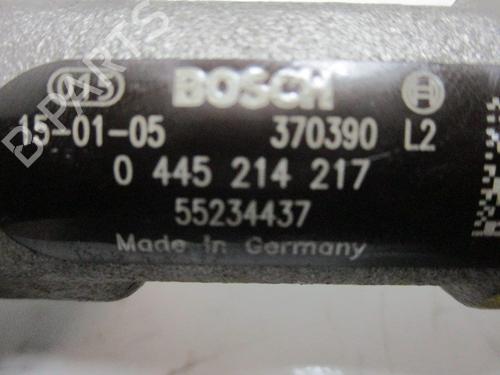 BOSCH
15-01-05 370390 L2
0 445 214 217
55234437
Made in Germany